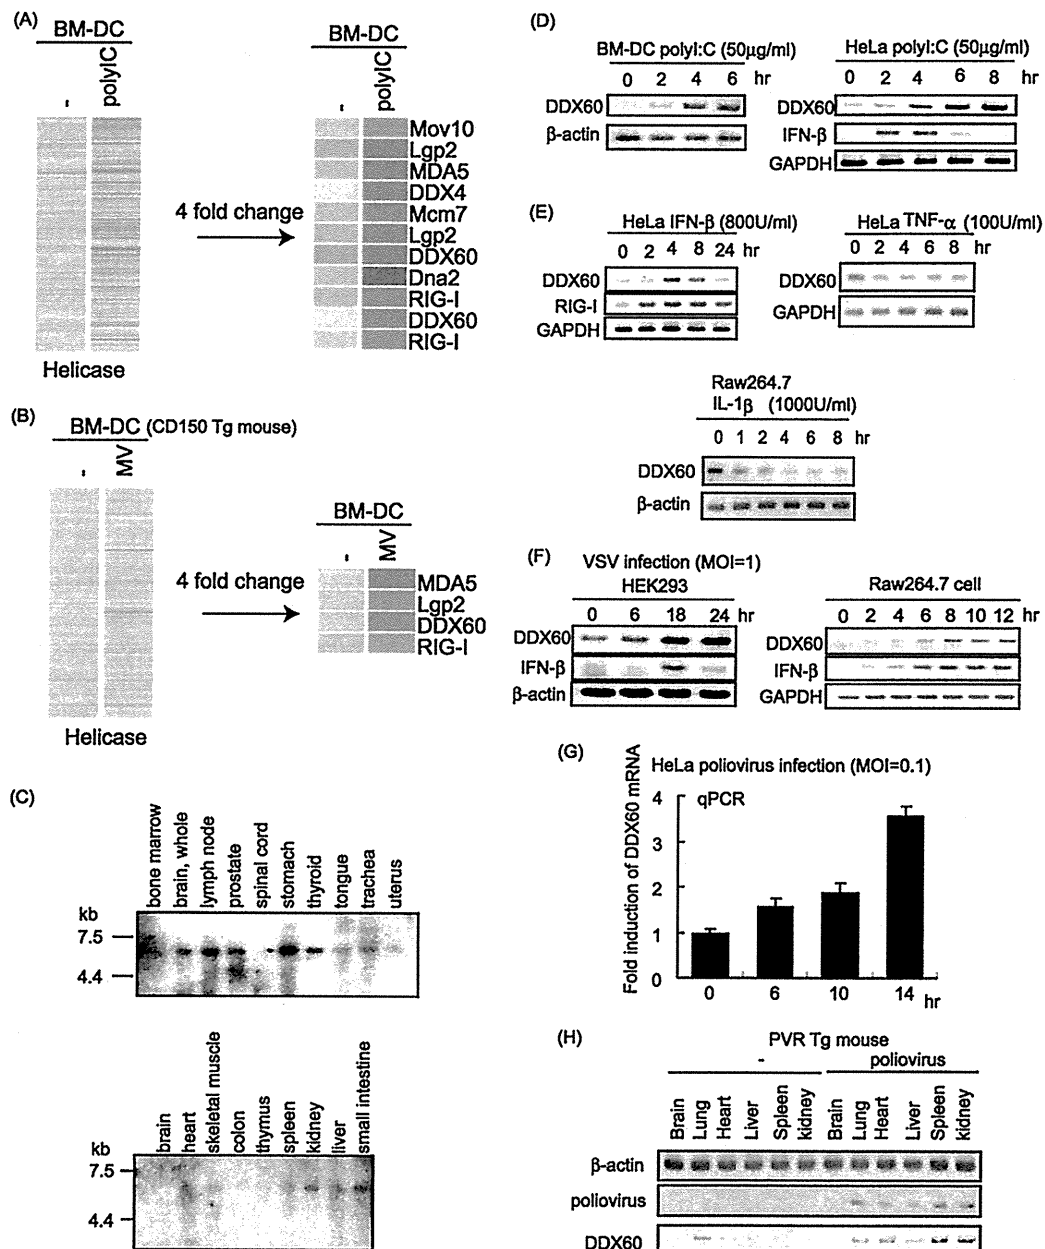 (A)
BM-DC
- polyIC
Helicase
4 fold change
BM-DC
- polyIC
Mov10
Lgp2
MDA5
DDX4
Mcm7
Lgp2
DDX60
Dna2
RIG-I
DDX60
RIG-I
(B)
BM-DC (CD150 Tg mouse)
- MV
Helicase
4 fold change
BM-DC
- MV
MDA5
Lgp2
DDX60
RIG-I
(C)
bone marrow
brain, whole
lymph node
prostate
spinal cord
stomach
thyroid
tongue
trachea
uterus
kb
7.5
4.4
brain
heart
skeletal muscle
colon
thymus
spleen
kidney
liver
small intestine
kb
7.5
4.4
(D)
BM-DC polyI:C (50μg/ml)
0 2 4 6 hr
DDX60
β-actin
HeLa polyI:C (50μg/ml)
0 2 4 6 8 hr
DDX60
IFN-β
GAPDH
(E)
HeLa IFN-β (800U/ml)
0 2 4 8 24 hr
DDX60
RIG-I
GAPDH
HeLa TNF-α (100U/ml)
0 2 4 6 8 hr
DDX60
GAPDH
Raw264.7
IL-1β (1000U/ml)
0 1 2 4 6 8 hr
DDX60
β-actin
(F)
VSV infection (MOI=1)
HEK293
0 6 18 24 hr
DDX60
IFN-β
β-actin
Raw264.7 cell
0 2 4 6 8 10 12 hr
DDX60
IFN-β
GAPDH
(G)
HeLa poliovirus infection (MOI=0.1)
qPCR
Fold induction of DDX60 mRNA
4
3
2
1
0
0 6 10 14 hr
(H)
PVR Tg mouse
- poliovirus
Brain Lung Heart Liver Spleen kidney Brain Lung Heart Liver Spleen kidney
β-actin
poliovirus
DDX60